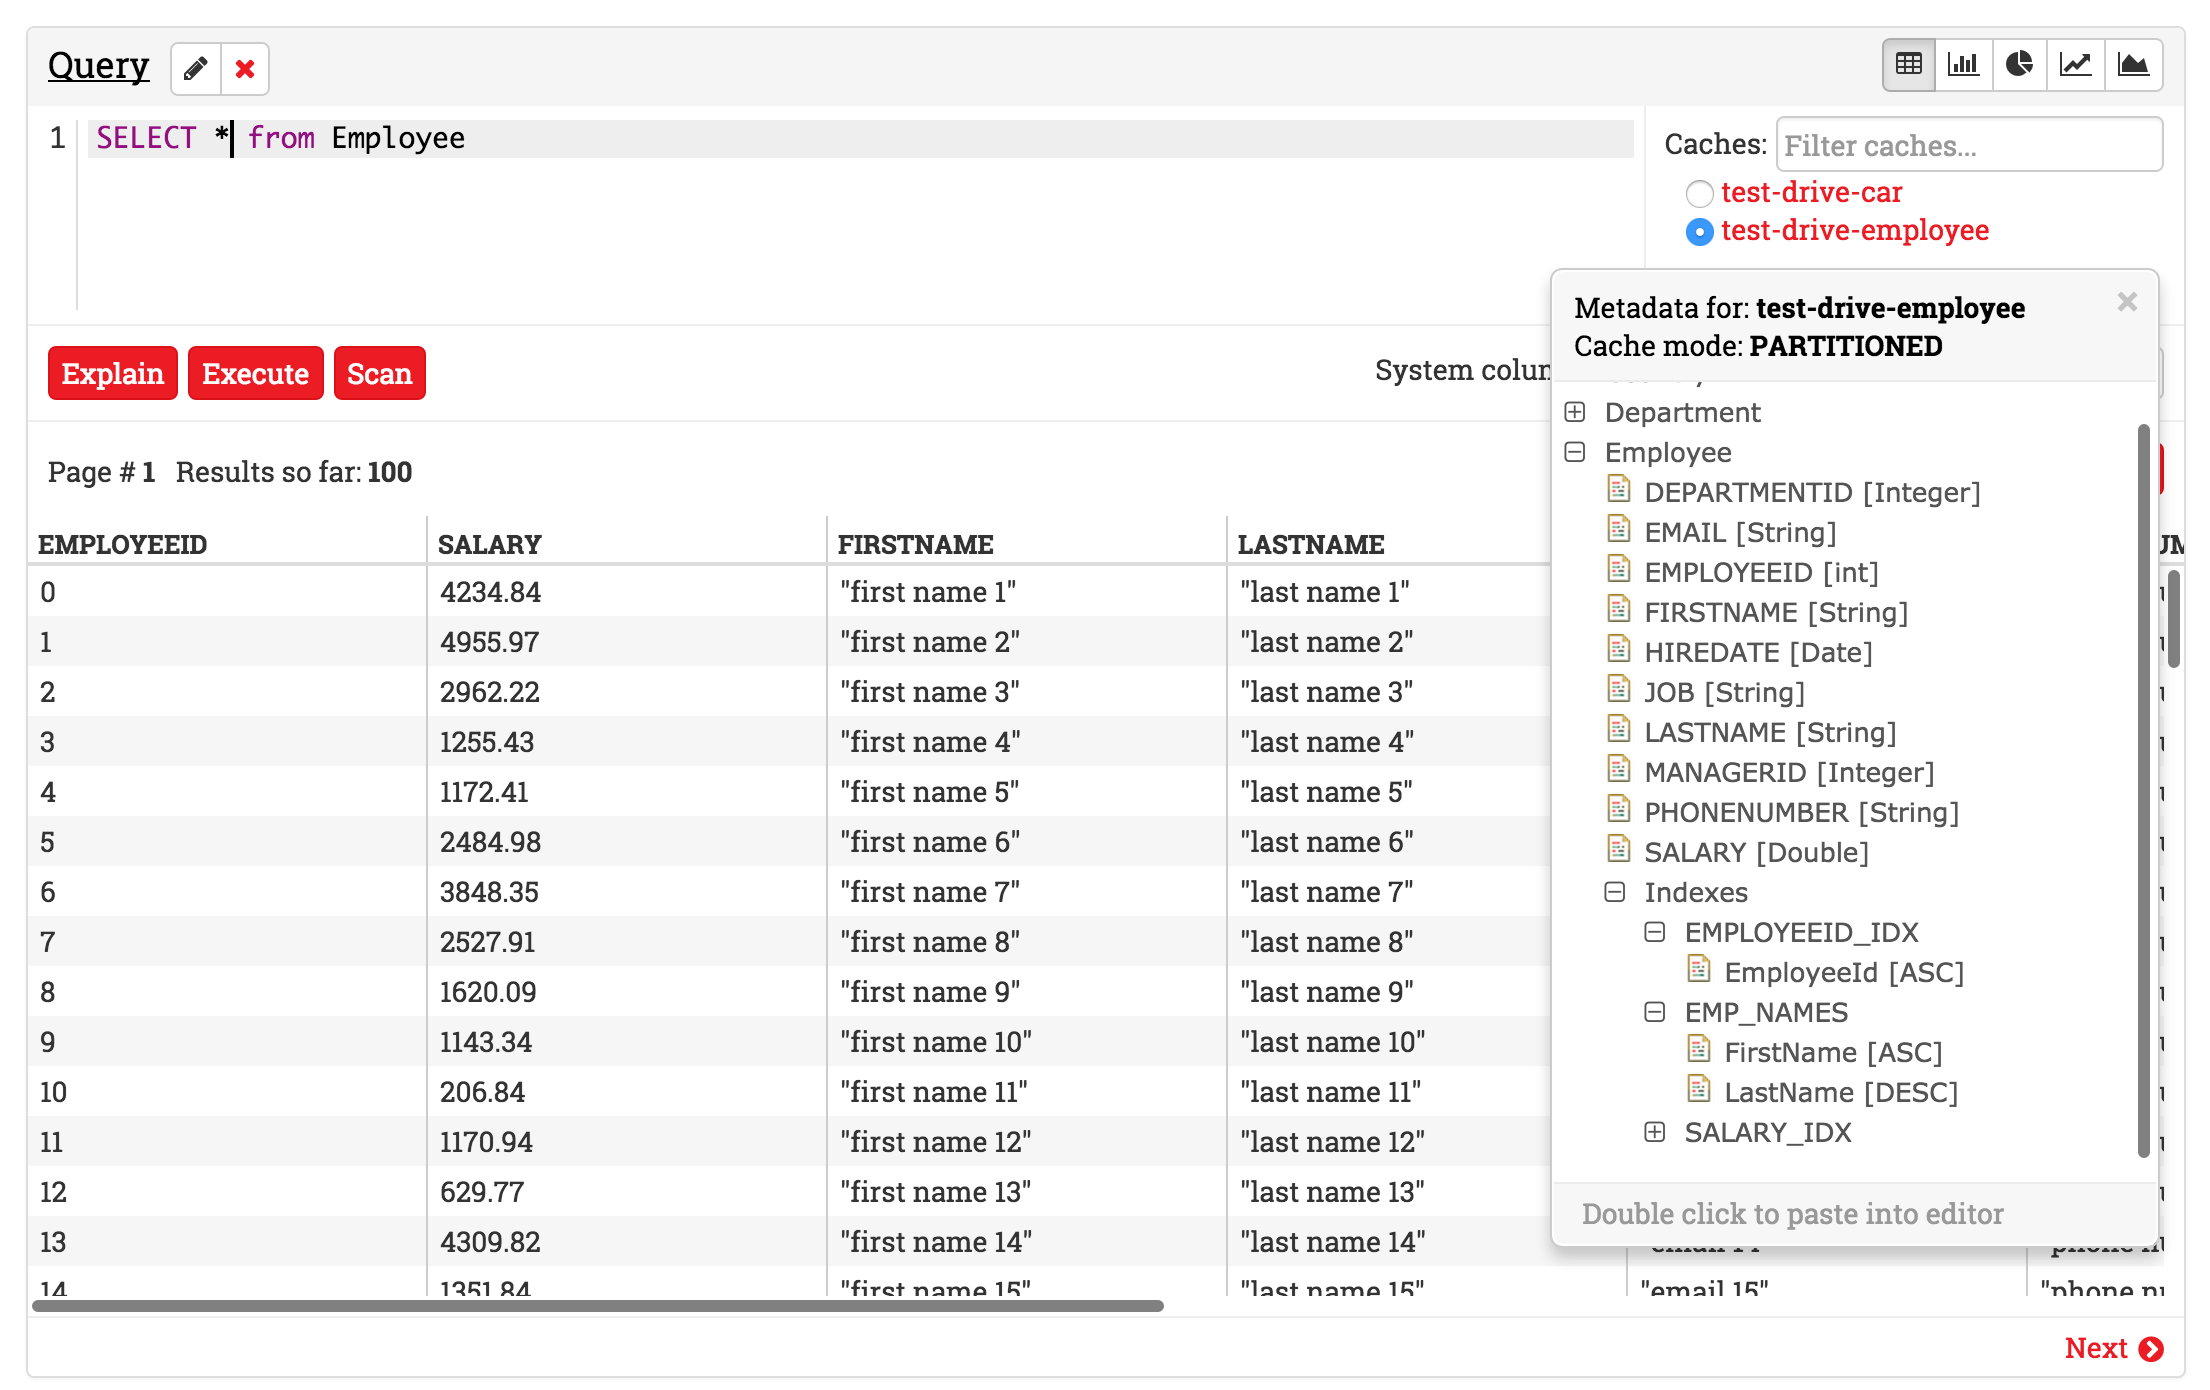 Query
1 SELECT * from Employee
Caches: Filter caches...
test-drive-car
test-drive-employee
Metadata for: test-drive-employee
Cache mode: PARTITIONED
Department
Employee
DEPARTMENTID [Integer]
EMAIL [String]
EMPLOYEEID [int]
FIRSTNAME [String]
HIREDATE [Date]
JOB [String]
LASTNAME [String]
MANAGERID [Integer]
PHONENUMBER [String]
SALARY [Double]
Indexes
EMPLOYEEID_IDX
EmployeeId [ASC]
EMP_NAMES
FirstName [ASC]
LastName [DESC]
SALARY_IDX
Double click to paste into editor
Explain Execute Scan System colu
Page # 1 Results so far: 100
EMPLOYEEID SALARY FIRSTNAME LASTNAME
0 4234.84 "first name 1" "last name 1"
1 4955.97 "first name 2" "last name 2"
2 2962.22 "first name 3" "last name 3"
3 1255.43 "first name 4" "last name 4"
4 1172.41 "first name 5" "last name 5"
5 2484.98 "first name 6" "last name 6"
6 3848.35 "first name 7" "last name 7"
7 2527.91 "first name 8" "last name 8"
8 1620.09 "first name 9" "last name 9"
9 1143.34 "first name 10" "last name 10"
10 206.84 "first name 11" "last name 11"
11 1170.94 "first name 12" "last name 12"
12 629.77 "first name 13" "last name 13"
13 4309.82 "first name 14" "last name 14"
14 1351.84 "first name 15" "last name 15" "email 15" "phone n
Next